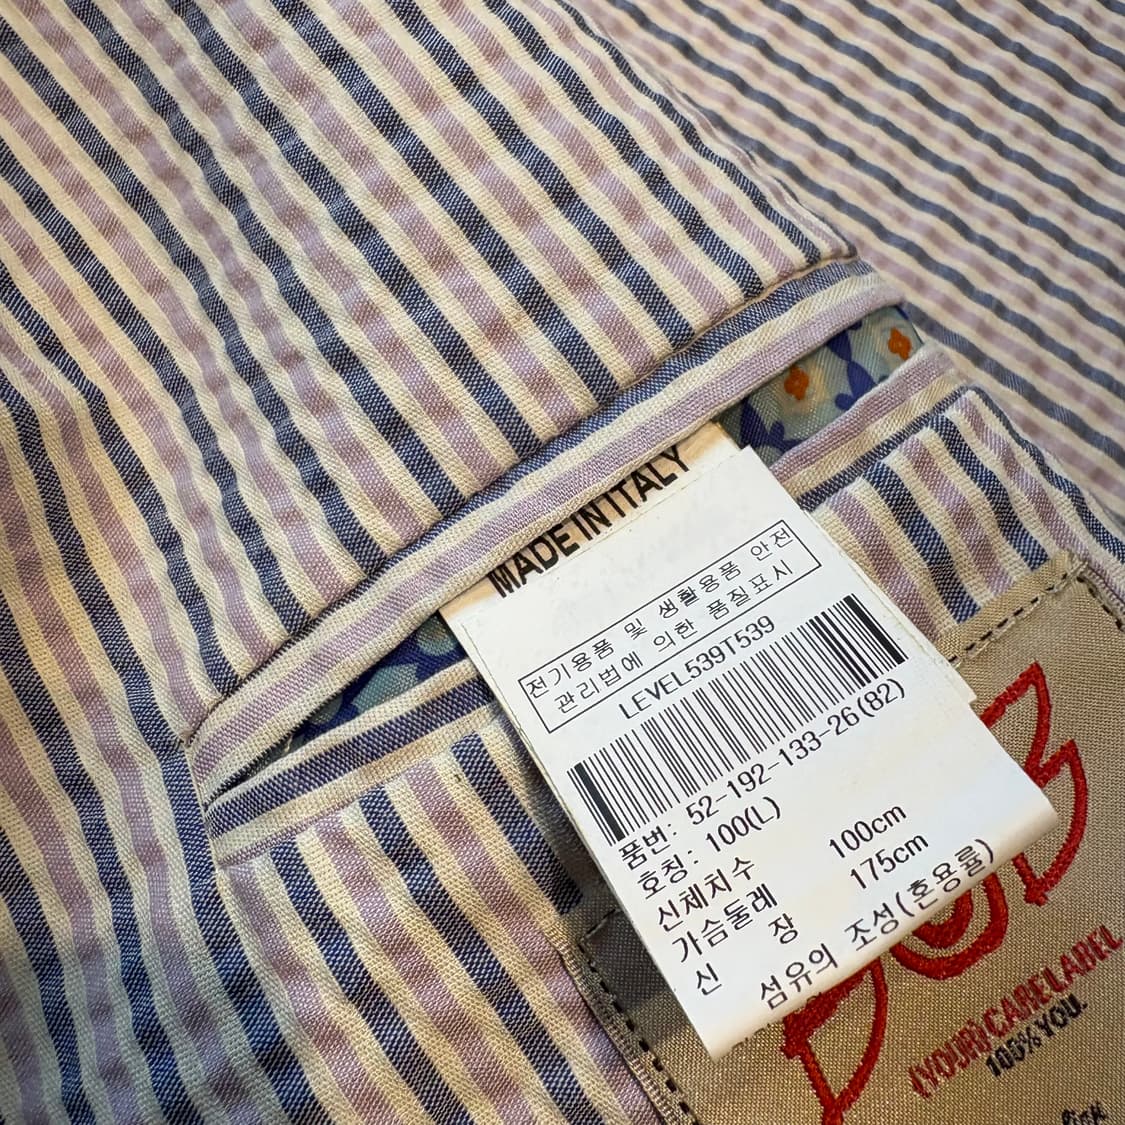 MADE IN ITALY
전기용품 및 생활용품 안전
관리법에 의한 품질표시
LEVEL539T539
품번: 52-192-133-26(82)
호칭: 100(L)
신체치수
가슴둘레 100cm
신 장 175cm
섬유의 조성(혼용률)
(YOUR) CARE LABEL
100% YOU.